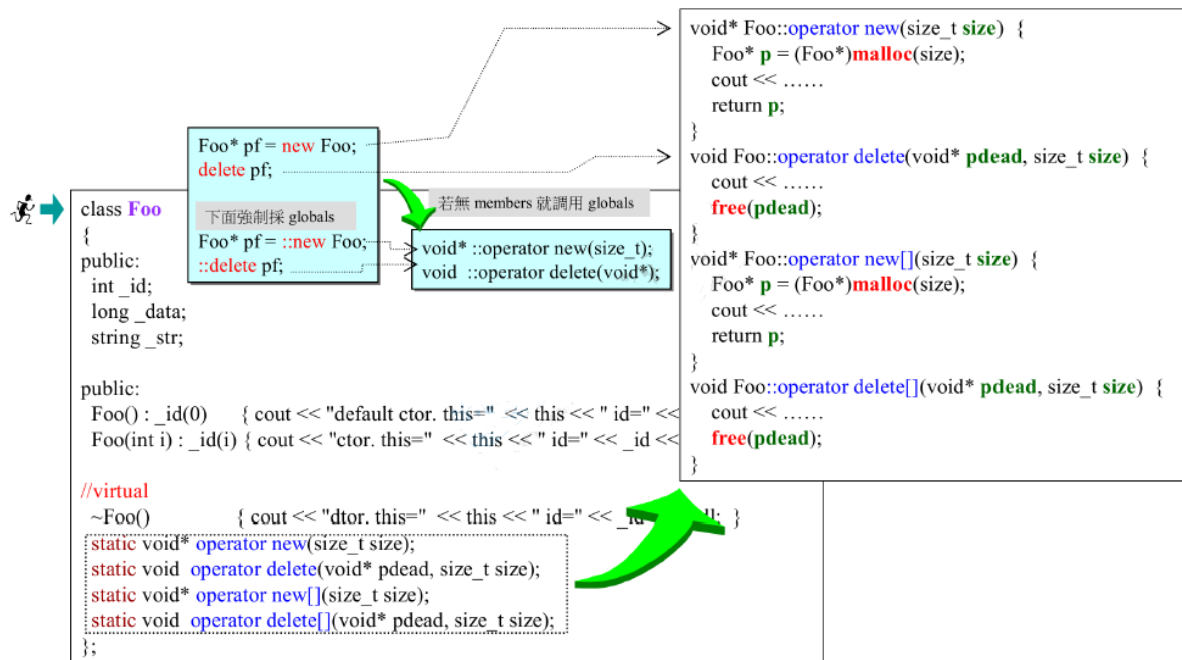 void* Foo::operator new(size_t size) {
Foo* p = (Foo*)malloc(size);
cout << ……
return p;
}
void Foo::operator delete(void* pdead, size_t size) {
cout << ……
free(pdead);
}
void* Foo::operator new[](size_t size) {
Foo* p = (Foo*)malloc(size);
cout << ……
return p;
}
void Foo::operator delete[](void* pdead, size_t size) {
cout << ……
free(pdead);
}
Foo* pf = new Foo;
delete pf;
下面強制採 globals
Foo* pf = ::new Foo;
::delete pf;
若無 members 就調用 globals
void* ::operator new(size_t);
void ::operator delete(void*);
class Foo
{
public:
int _id;
long _data;
string _str;
public:
Foo() : _id(0) { cout << "default ctor. this=" << this << " id=" <<
Foo(int i) : _id(i) { cout << "ctor. this=" << this << " id=" << _id <<
//virtual
~Foo() { cout << "dtor. this=" << this << " id=" << }
static void* operator new(size_t size);
static void operator delete(void* pdead, size_t size);
static void* operator new[](size_t size);
static void operator delete[](void* pdead, size_t size);
};